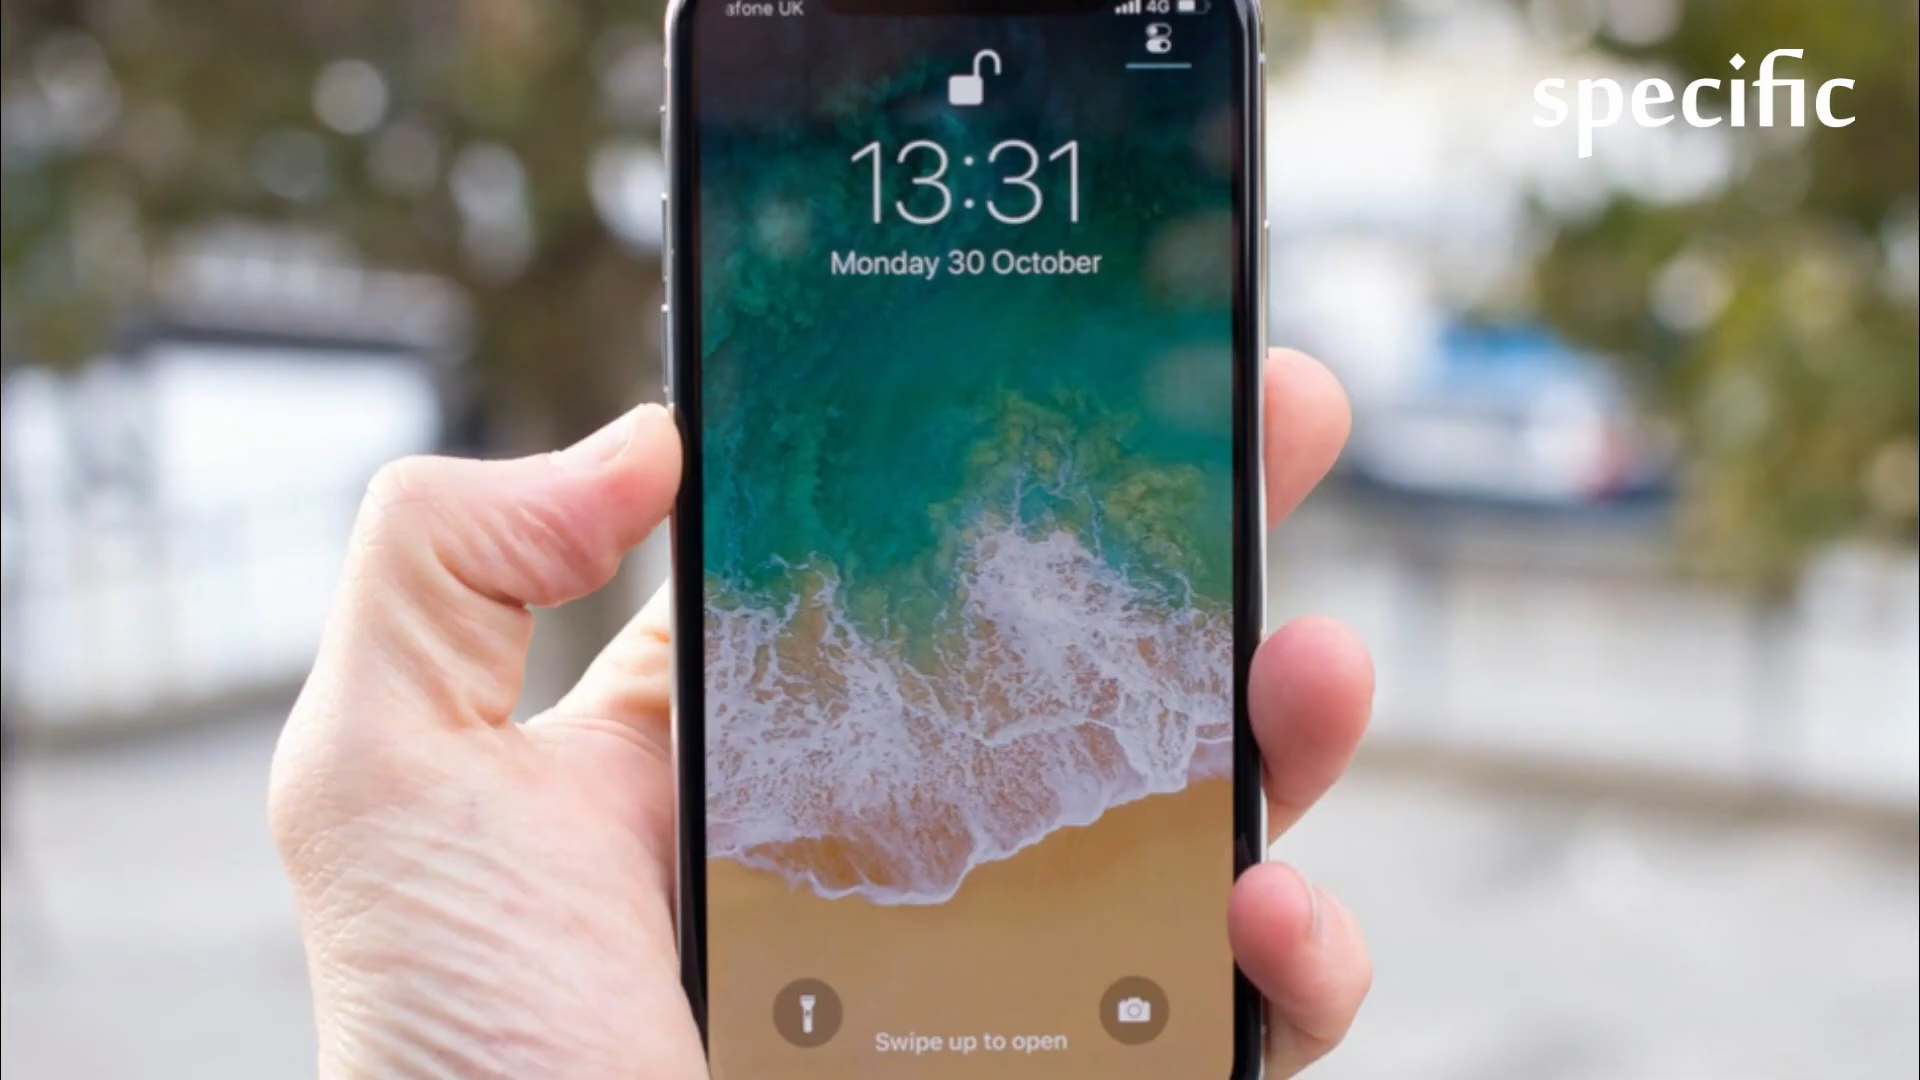 afone UK
4G
specific
13:31
Monday 30 October
Swipe up to open